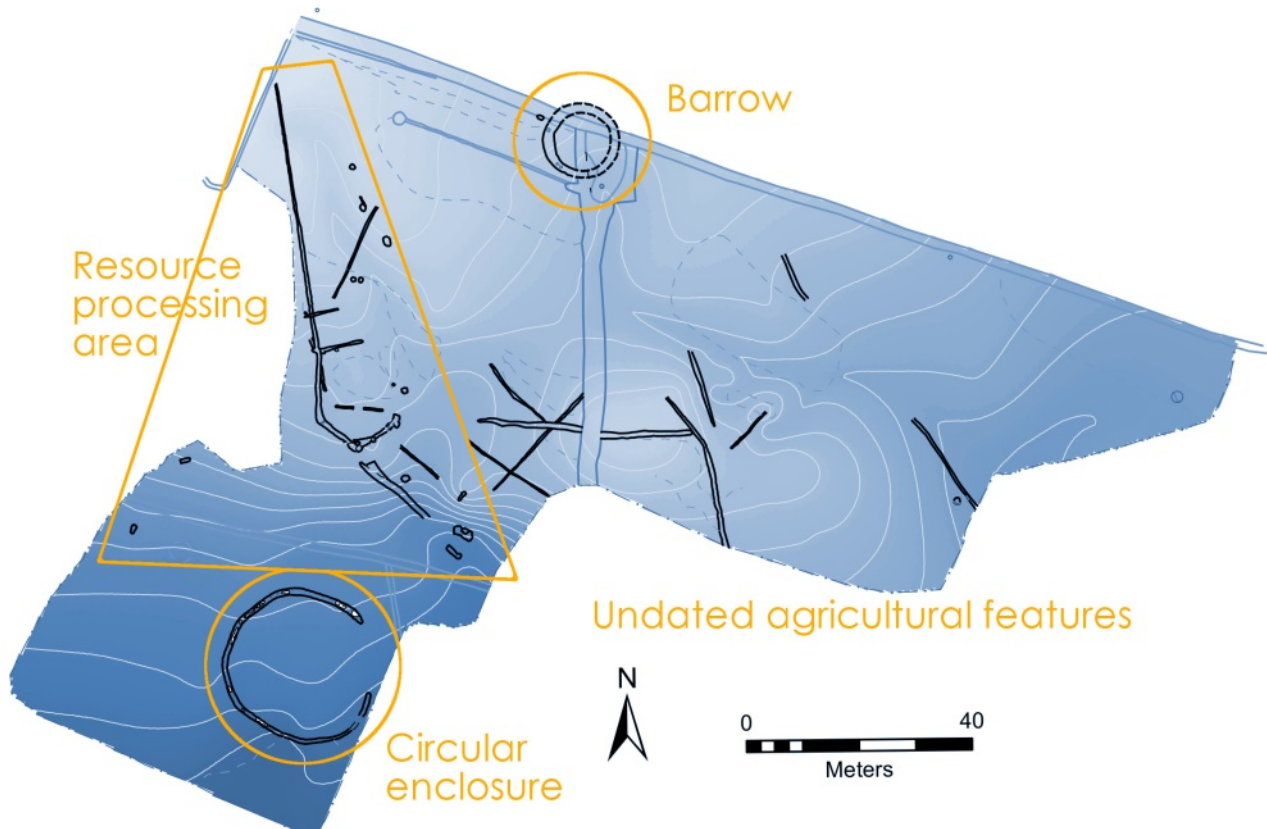 Barrow
Resource
processing
area
Undated agricultural features
Circular
enclosure
N
0 40
Meters